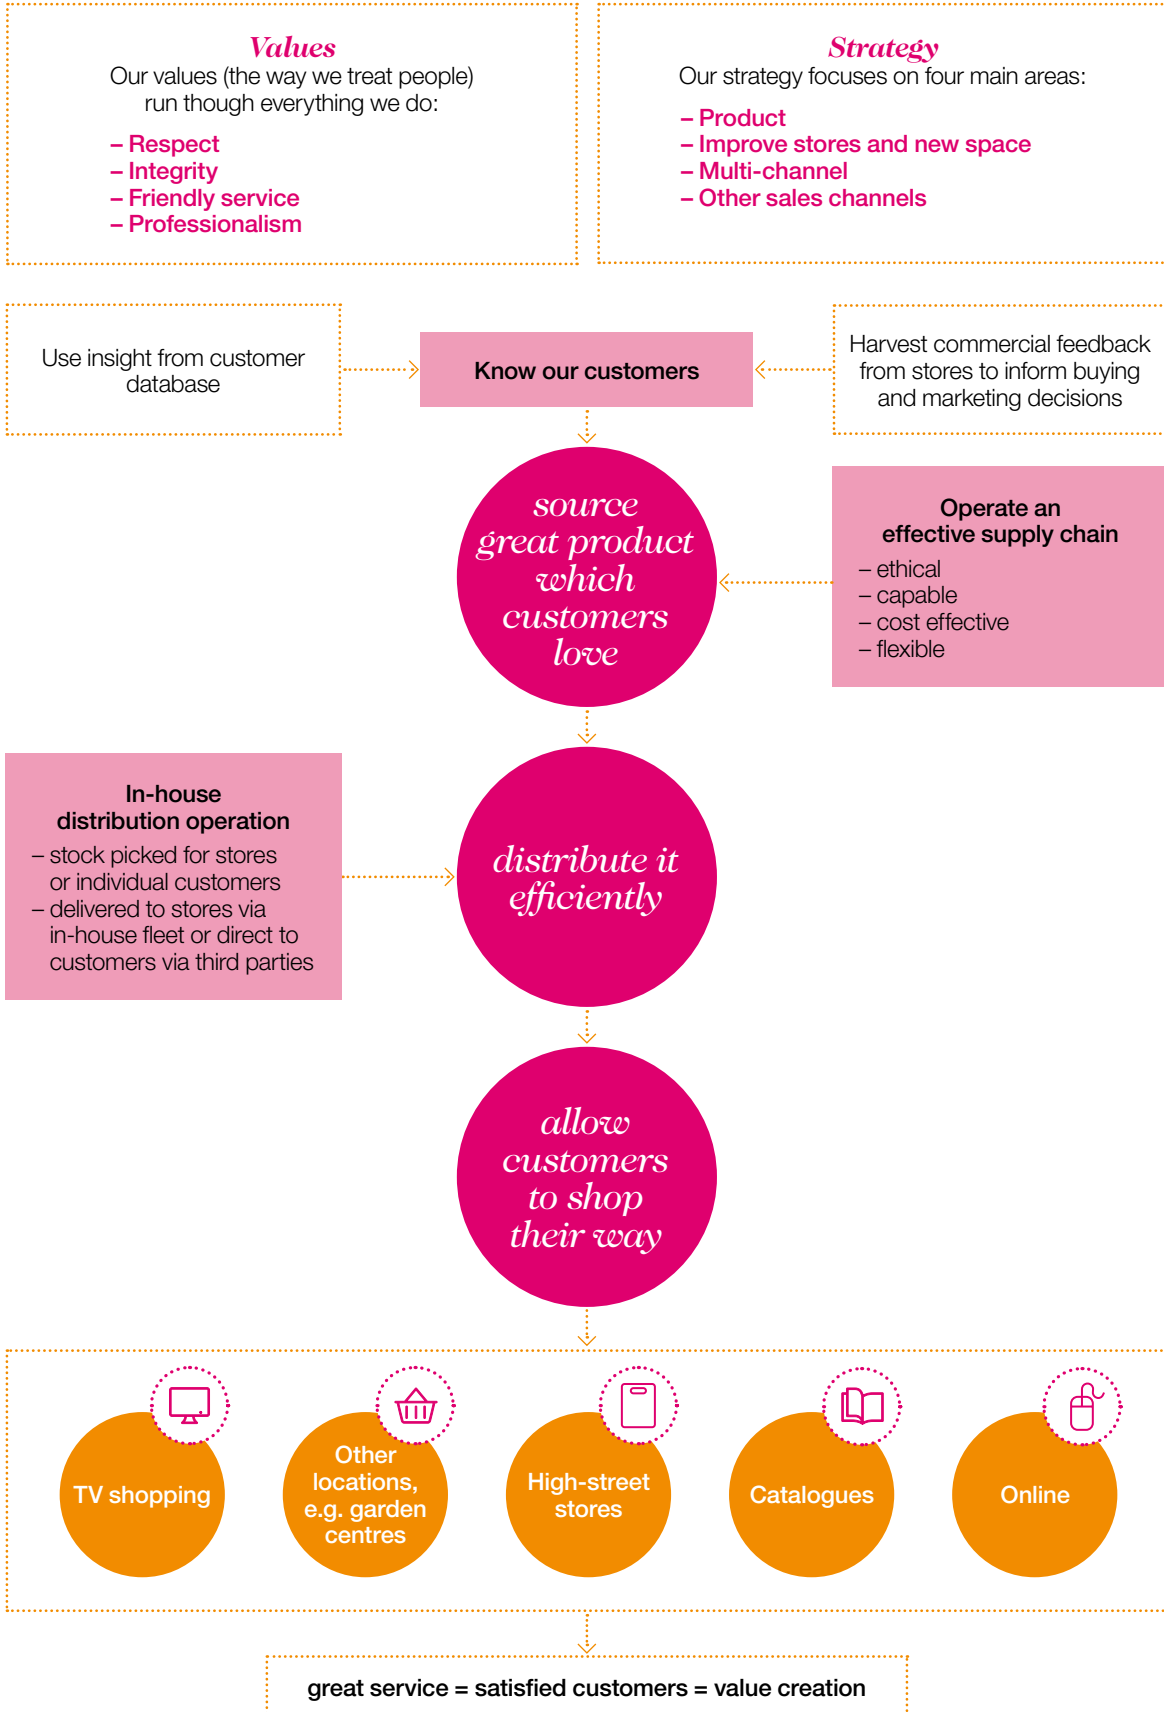 Values
Our values (the way we treat people)
run though everything we do:
– Respect
– Integrity
– Friendly service
– Professionalism
Strategy
Our strategy focuses on four main areas:
– Product
– Improve stores and new space
– Multi-channel
– Other sales channels
Use insight from customer
database
Know our customers
Harvest commercial feedback
from stores to inform buying
and marketing decisions
source
great product
which
customers
love
Operate an
effective supply chain
– ethical
– capable
– cost effective
– flexible
In-house
distribution operation
– stock picked for stores
or individual customers
– delivered to stores via
in-house fleet or direct to
customers via third parties
distribute it
efficiently
allow
customers
to shop
their way
TV shopping
Other
locations,
e.g. garden
centres
High-street
stores
Catalogues
Online
great service = satisfied customers = value creation